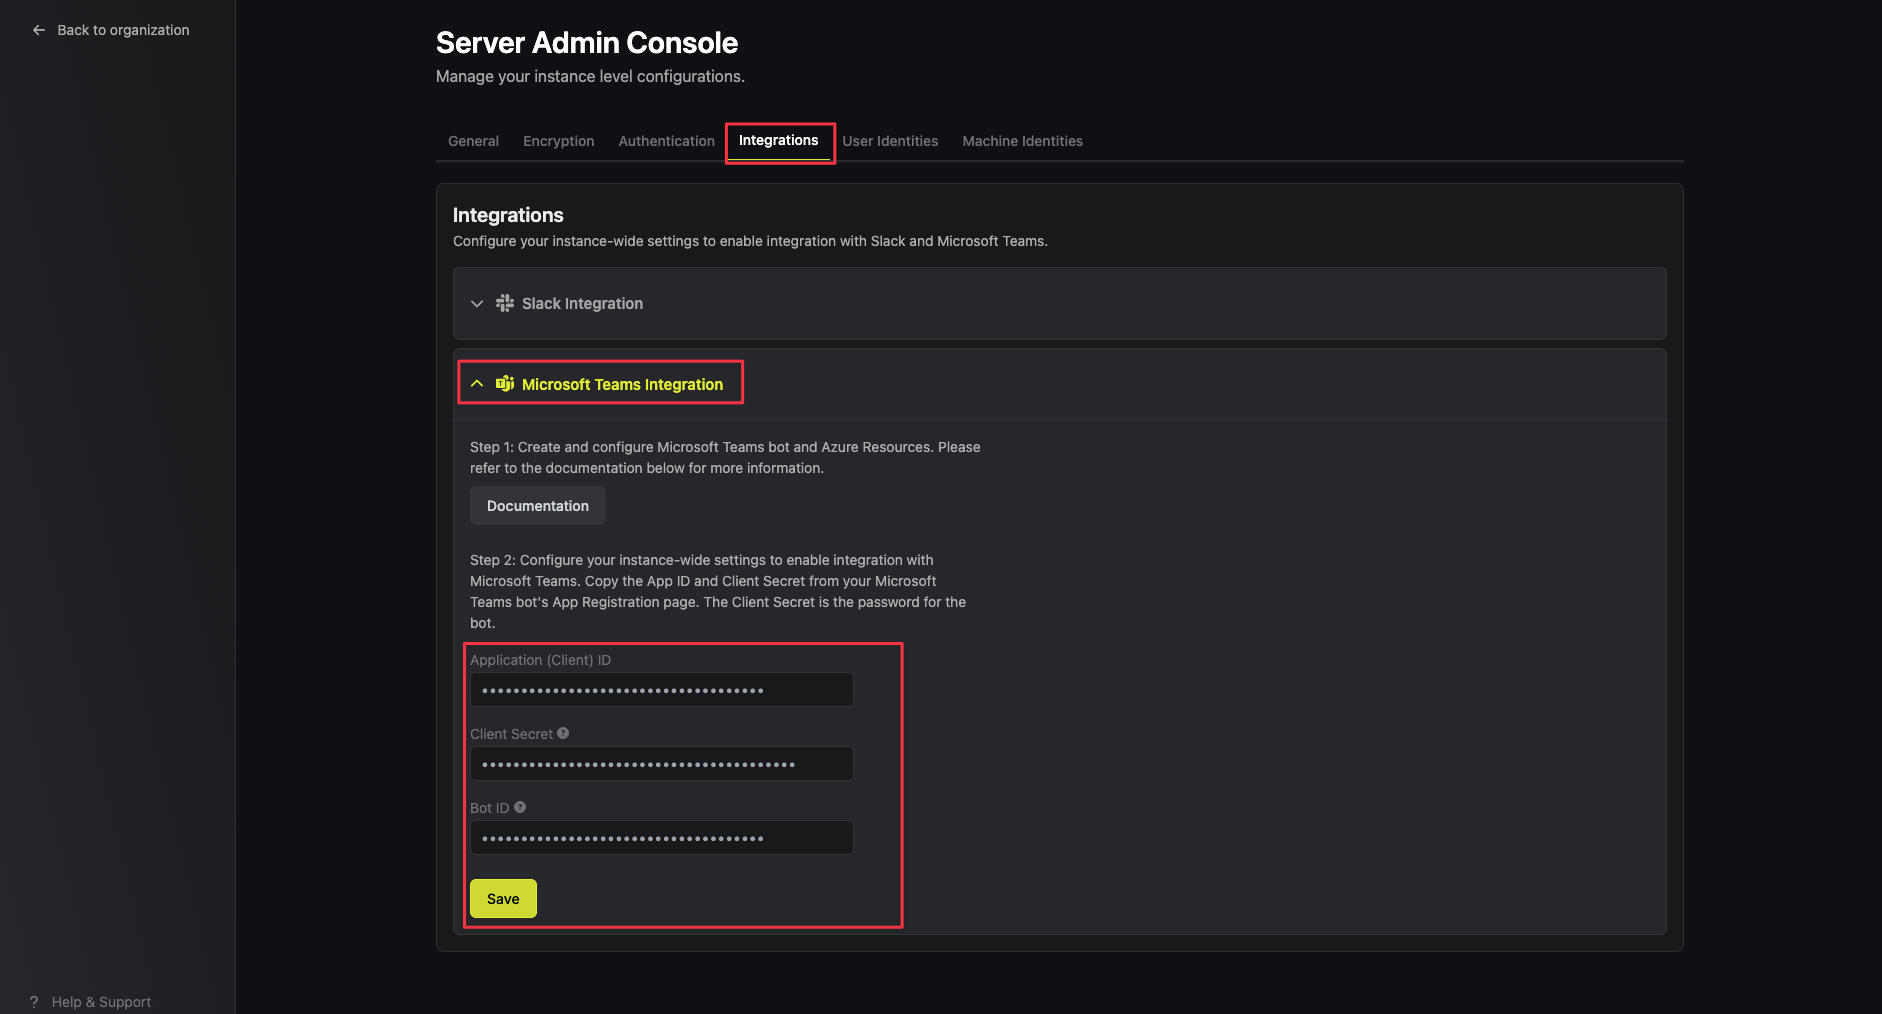 Back to organization
Server Admin Console
Manage your instance level configurations.
General Encryption Authentication Integrations User Identities Machine Identities
Integrations
Configure your instance-wide settings to enable integration with Slack and Microsoft Teams.
Slack Integration
Microsoft Teams Integration
Step 1: Create and configure Microsoft Teams bot and Azure Resources. Please
refer to the documentation below for more information.
Documentation
Step 2: Configure your instance-wide settings to enable integration with
Microsoft Teams. Copy the App ID and Client Secret from your Microsoft
Teams bot's App Registration page. The Client Secret is the password for the
bot.
Application (Client) ID
••••••••••••••••••••••••••••••••••••
Client Secret ?
••••••••••••••••••••••••••••••••••••••••
Bot ID ?
••••••••••••••••••••••••••••••••••••
Save
? Help & Support